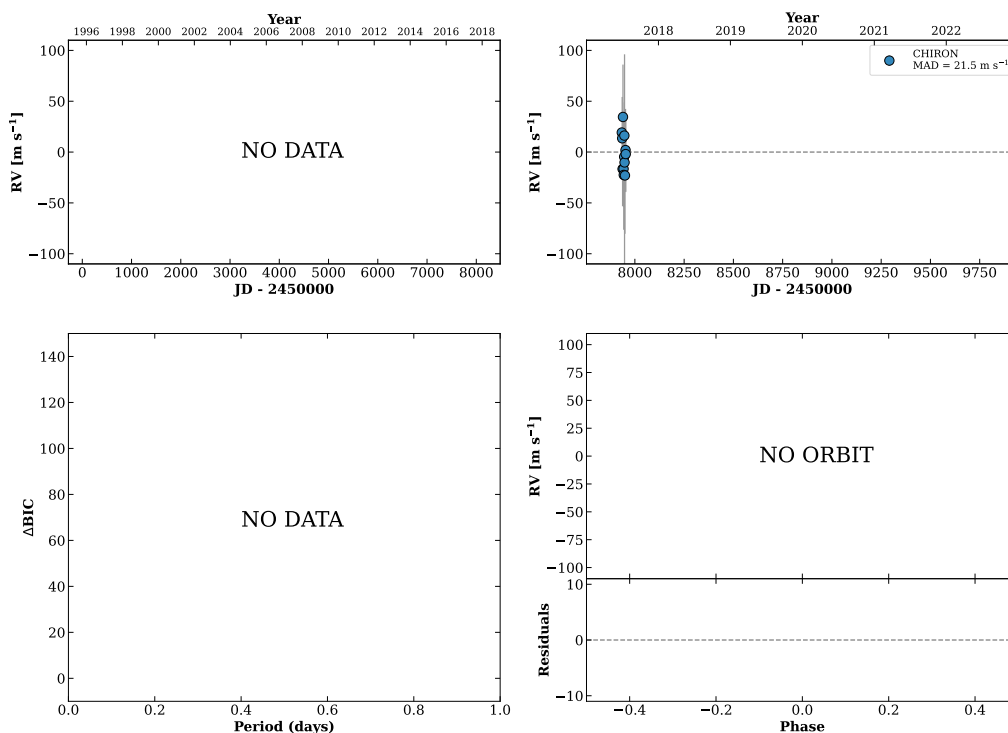 Year
1996 1998 2000 2002 2004 2006 2008 2010 2012 2014 2016 2018
100
50
0
−50
−100
RV [m s⁻¹]
NO DATA
0 1000 2000 3000 4000 5000 6000 7000 8000
JD - 2450000
Year
2018 2019 2020 2021 2022
100
50
0
−50
−100
RV [m s⁻¹]
CHIRON
MAD = 21.5 m s⁻¹
8000 8250 8500 8750 9000 9250 9500 9750
JD - 2450000
140
120
100
80
60
40
20
0
ΔBIC
NO DATA
0.0 0.2 0.4 0.6 0.8 1.0
Period (days)
100
75
50
25
0
−25
−50
−75
−100
RV [m s⁻¹]
NO ORBIT
10
0
−10
Residuals
−0.4 −0.2 0.0 0.2 0.4
Phase